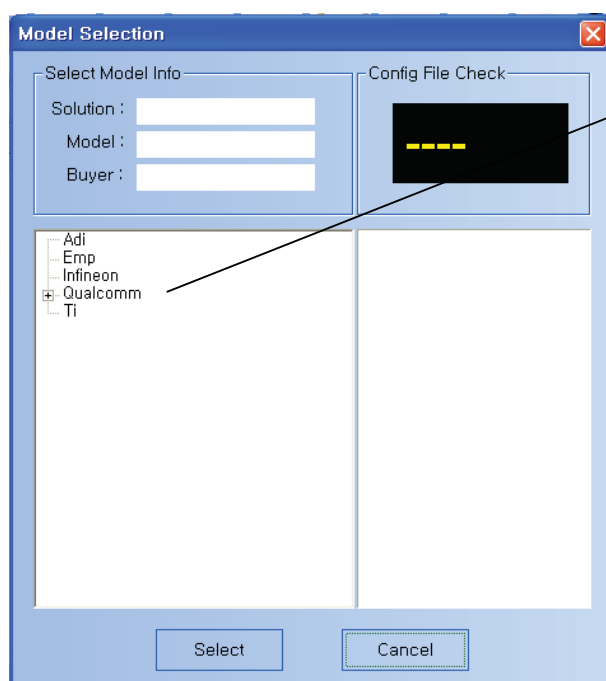 Model Selection
Select Model Info
Config File Check
Solution :
Model :
Buyer :
----
Adi
Emp
Infineon
Qualcomm
Ti
Select
Cancel